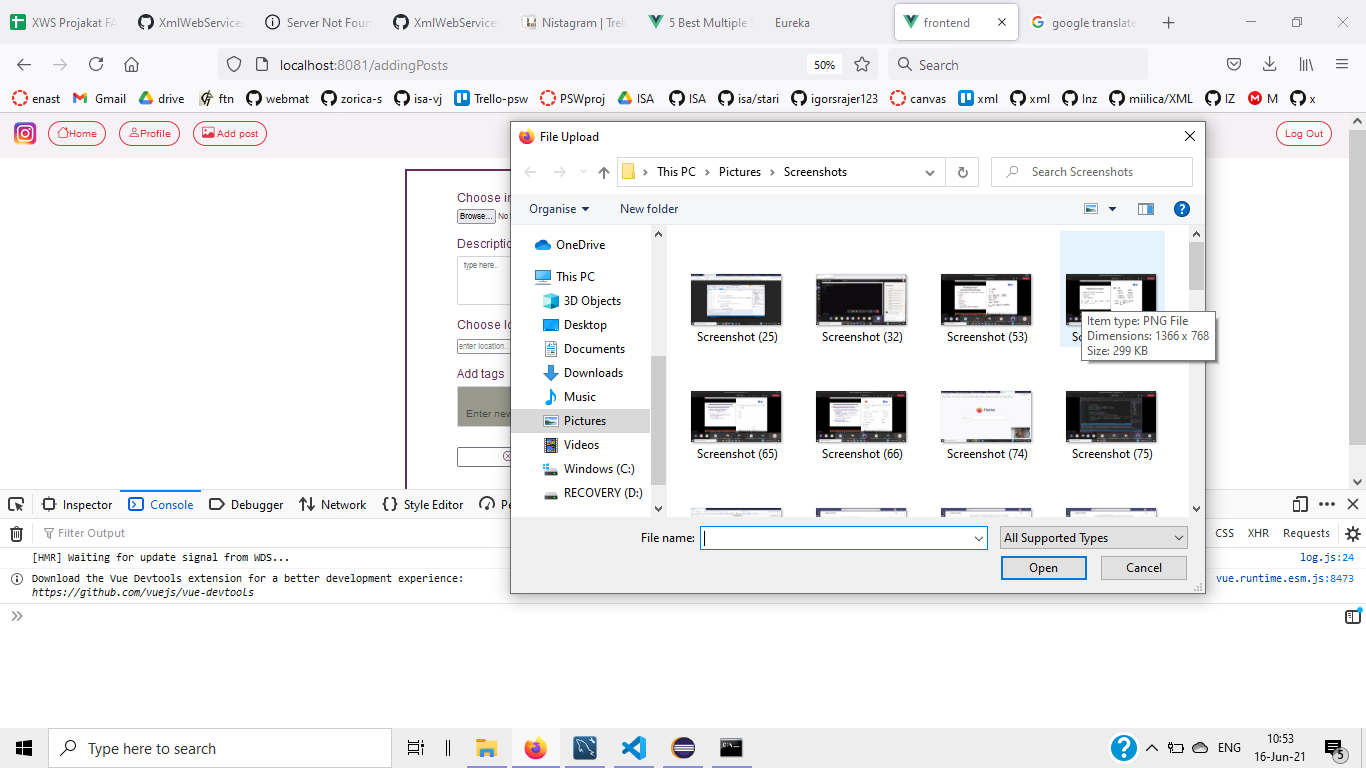 XWS Projakat FA
XmlWebService
Server Not Foun
XmlWebService
Nistagram | Trell
5 Best Multiple S
Eureka
frontend
google translate
localhost:8081/addingPosts
50%
Search
enast
Gmail
drive
ftn
webmat
zorica-s
isa-vj
Trello-psw
PSWproj
ISA
ISA
isa/stari
igorsrajer123
canvas
xml
xml
Inz
miilica/XML
IZ
M
x
Home
Profile
Add post
Log Out
Choose i
Browse...
Descriptio
type here..
Choose lo
enter location..
Add tags
Enter new
File Upload
This PC
Pictures
Screenshots
Search Screenshots
Organise
New folder
OneDrive
This PC
3D Objects
Desktop
Documents
Downloads
Music
Pictures
Videos
Windows (C:)
RECOVERY (D:)
Screenshot (25)
Screenshot (32)
Screenshot (53)
Item type: PNG File
Dimensions: 1366 x 768
Size: 299 KB
Screenshot (65)
Screenshot (66)
Screenshot (74)
Screenshot (75)
File name:
All Supported Types
Open
Cancel
Inspector
Console
Debugger
Network
Style Editor
Filter Output
CSS
XHR
Requests
[HMR] Waiting for update signal from WDS...
log.js:24
Download the Vue Devtools extension for a better development experience:
https://github.com/vuejs/vue-devtools
vue.runtime.esm.js:8473
Type here to search
ENG
10:53
16-Jun-21
5